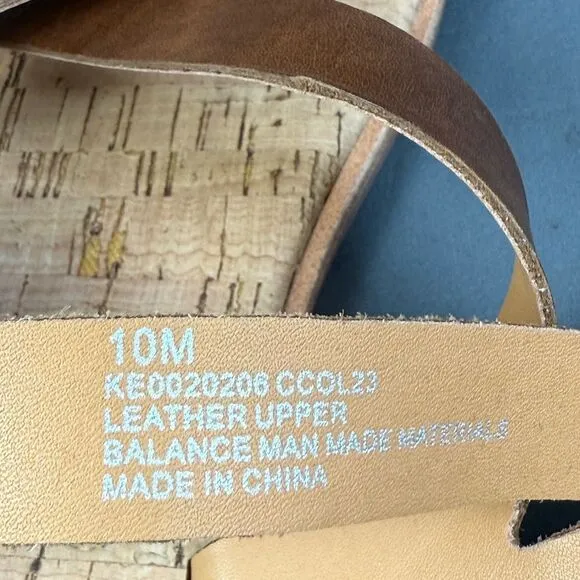 10M
KE0020206 CCOL23
LEATHER UPPER
BALANCE MAN MADE MATERIALS
MADE IN CHINA